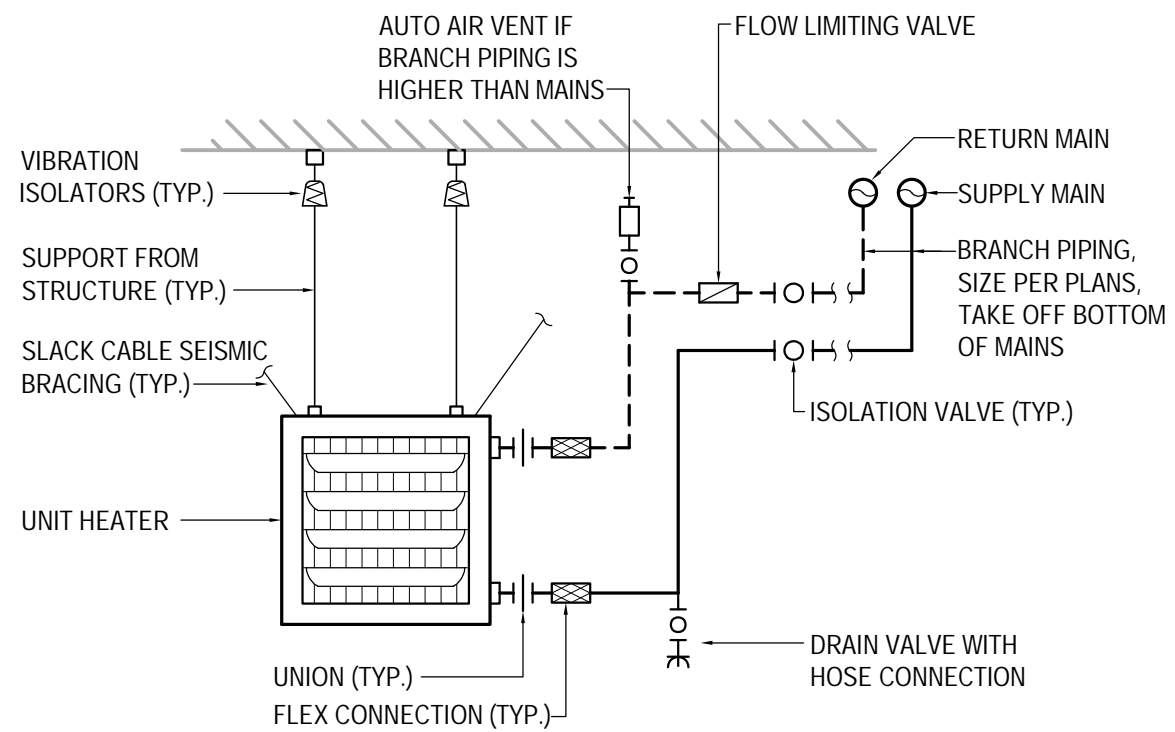 AUTO AIR VENT IF
BRANCH PIPING IS
HIGHER THAN MAINS
FLOW LIMITING VALVE
RETURN MAIN
SUPPLY MAIN
BRANCH PIPING,
SIZE PER PLANS,
TAKE OFF BOTTOM
OF MAINS
VIBRATION
ISOLATORS (TYP.)
SUPPORT FROM
STRUCTURE (TYP.)
SLACK CABLE SEISMIC
BRACING (TYP.)
ISOLATION VALVE (TYP.)
UNIT HEATER
DRAIN VALVE WITH
HOSE CONNECTION
UNION (TYP.)
FLEX CONNECTION (TYP.)